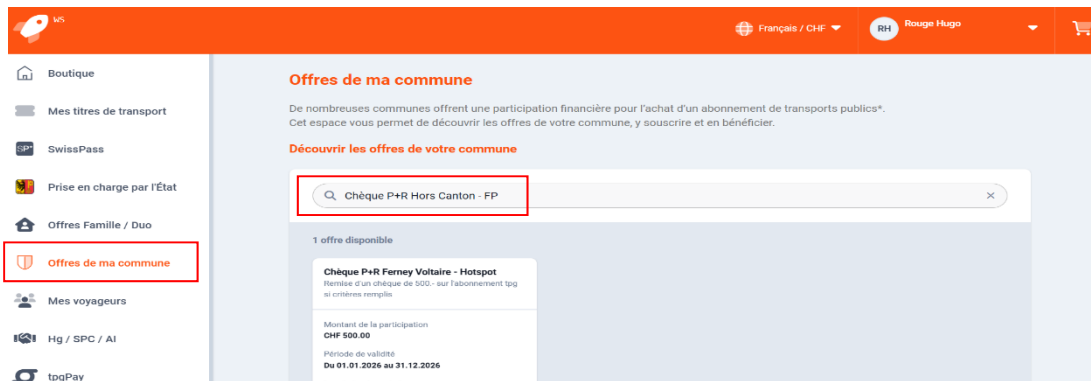 WS
Français / CHF
RH
Rouge Hugo
Boutique
Mes titres de transport
SP+ SwissPass
Prise en charge par l'État
Offres Famille / Duo
Offres de ma commune
Mes voyageurs
Hg / SPC / AI
tpgPay
Offres de ma commune
De nombreuses communes offrent une participation financière pour l'achat d'un abonnement de transports publics*.
Cet espace vous permet de découvrir les offres de votre commune, y souscrire et en bénéficier.
Découvrir les offres de votre commune
Chèque P+R Hors Canton - FP
1 offre disponible
Chèque P+R Ferney Voltaire - Hotspot
Remise d'un chèque de 500.- sur l'abonnement tpg
si critères remplis
Montant de la participation
CHF 500.00
Période de validité
Du 01.01.2026 au 31.12.2026